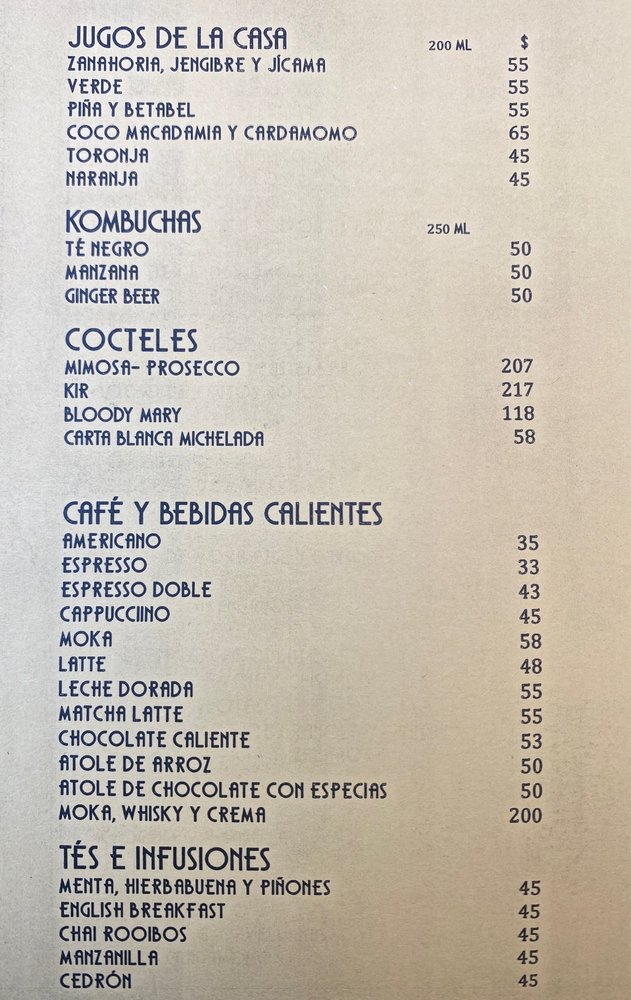 JUGOS DE LA CASA 200 ML $
ZANAHORIA, JENGIBRE Y JÍCAMA 55
VERDE 55
PIÑA Y BETABEL 55
COCO MACADAMIA Y CARDAMOMO 65
TORONJA 45
NARANJA 45
KOMBUCHAS 250 ML
TÉ NEGRO 50
MANZANA 50
GINGER BEER 50
COCTELES
MIMOSA- PROSECCO 207
KIR 217
BLOODY MARY 118
CARTA BLANCA MICHELADA 58
CAFÉ Y BEBIDAS CALIENTES
AMERICANO 35
ESPRESSO 33
ESPRESSO DOBLE 43
CAPPUCCIINO 45
MOKA 58
LATTE 48
LECHE DORADA 55
MATCHA LATTE 55
CHOCOLATE CALIENTE 53
ATOLE DE ARROZ 50
ATOLE DE CHOCOLATE CON ESPECIAS 50
MOKA, WHISKY Y CREMA 200
TÉS E INFUSIONES
MENTA, HIERBABUENA Y PIÑONES 45
ENGLISH BREAKFAST 45
CHAI ROOIBOS 45
MANZANILLA 45
CEDRÓN 45